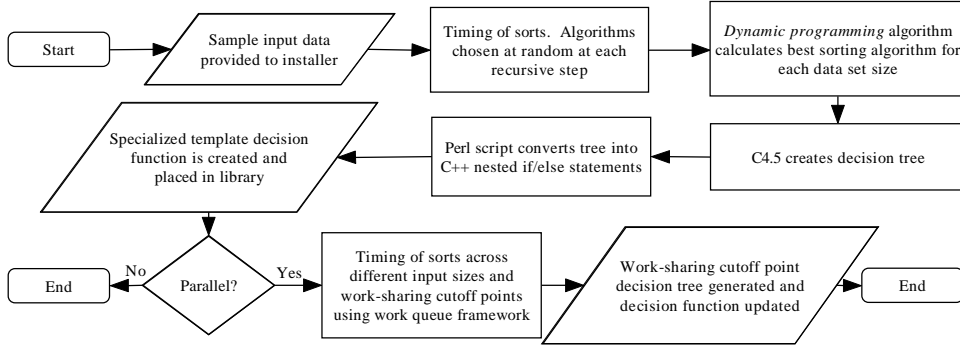 Start
Sample input data
provided to installer
Timing of sorts. Algorithms
chosen at random at each
recursive step
Dynamic programming algorithm
calculates best sorting algorithm for
each data set size
C4.5 creates decision tree
Perl script converts tree into
C++ nested if/else statements
Specialized template decision
function is created and
placed in library
Parallel?
No
End
Yes
Timing of sorts across
different input sizes and
work-sharing cutoff points
using work queue framework
Work-sharing cutoff point
decision tree generated and
decision function updated
End